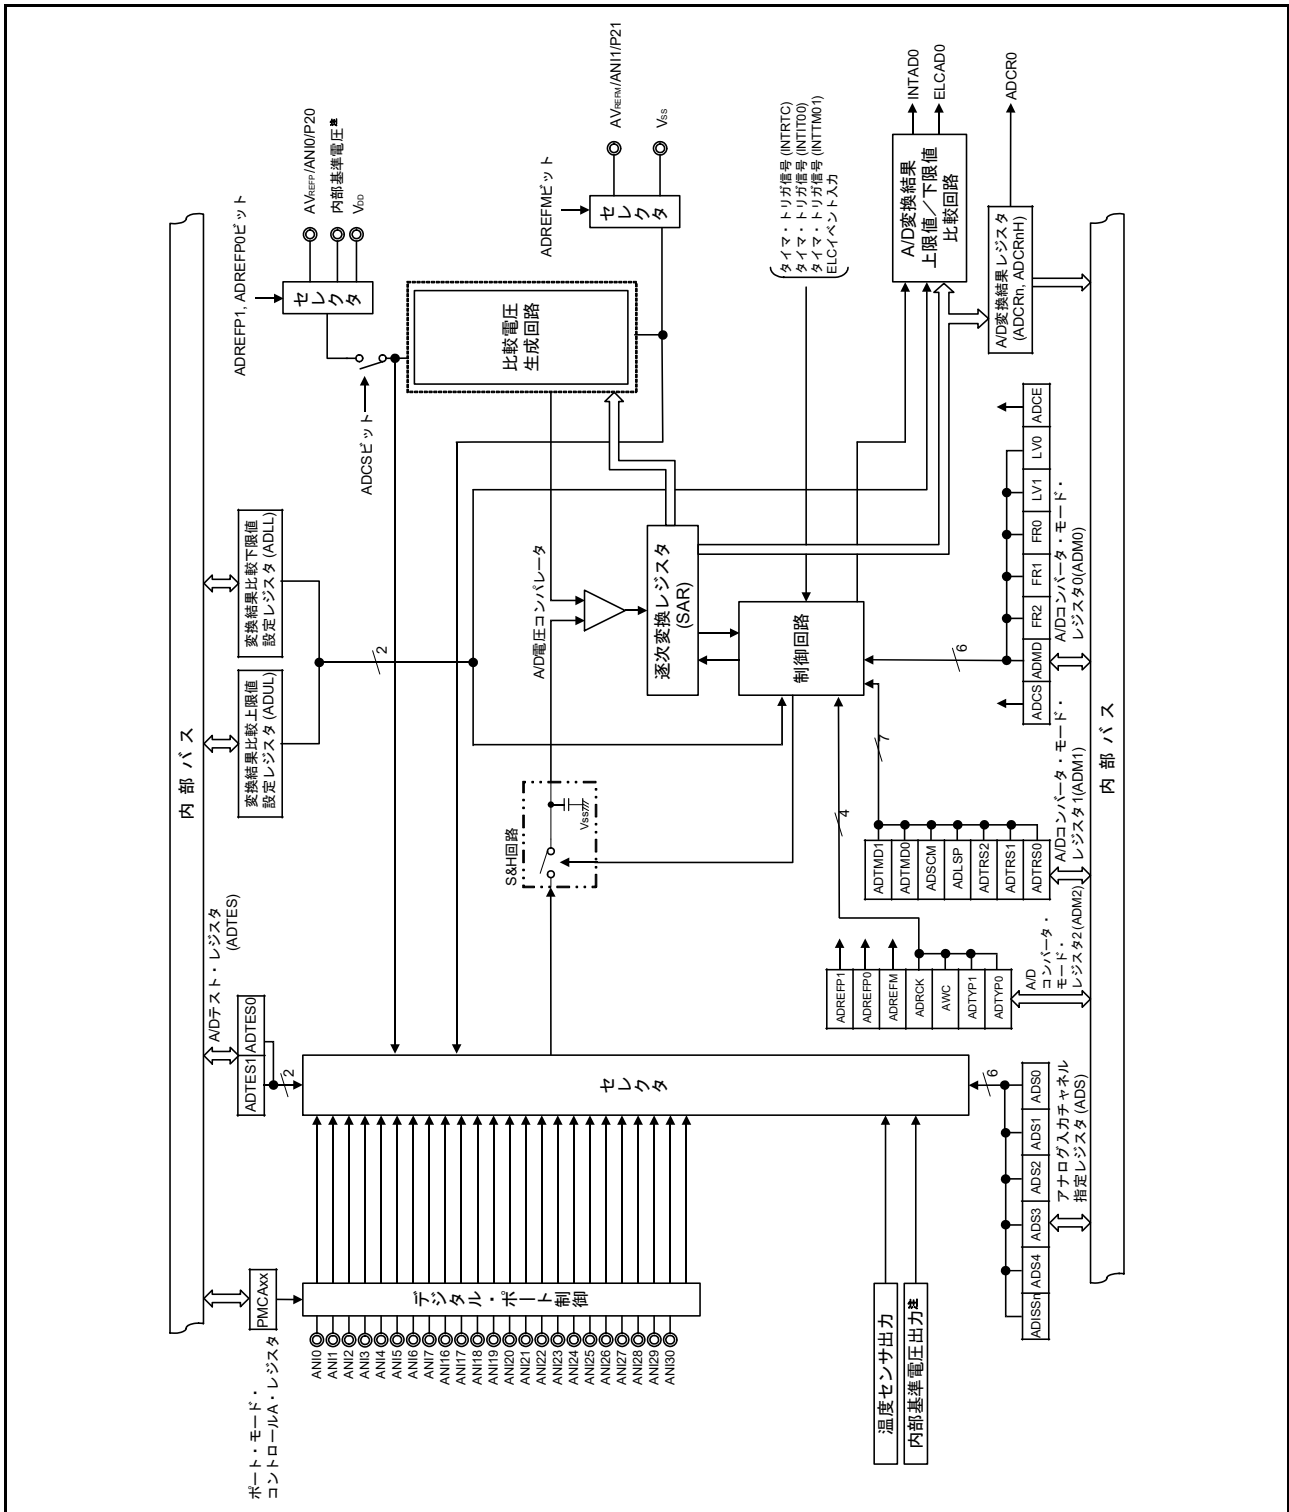 ポート・モード・
コントロールA・レジスタ
PMCAxx
内 部 バ ス
A/Dテスト・レジスタ
(ADTES)
ADTES1
ADTES0
2
変換結果比較上限値
設定レジスタ (ADUL)
変換結果比較下限値
設定レジスタ (ADLL)
2
ADREFP1, ADREFP0ビット
AVREFP/ANI0/P20
内部基準電圧注
VDD
セレクタ
ADCSビット
ADREFMビット
AVREFM/ANI1/P21
VSS
セレクタ
比較電圧
生成回路
ANI0
ANI1
ANI2
ANI3
ANI4
ANI5
ANI6
ANI7
ANI16
ANI17
ANI18
ANI19
ANI20
ANI21
ANI22
ANI23
ANI24
ANI25
ANI26
ANI27
ANI28
ANI29
ANI30
デジタル・ポート制御
セレクタ
S&H回路
Vss
A/D電圧コンパレータ
逐次変換レジスタ
(SAR)
制御回路
タイマ・トリガ信号 (INTRTC)
タイマ・トリガ信号 (INTIT00)
タイマ・トリガ信号 (INTTM01)
ELCイベント入力
A/D変換結果
上限値／下限値
比較回路
INTAD0
ELCAD0
A/D変換結果レジスタ
(ADCRn, ADCRnH)
ADCR0
温度センサ出力
内部基準電圧出力注
6
ADISSn
ADS4
ADS3
ADS2
ADS1
ADS0
アナログ入力チャネル
指定レジスタ (ADS)
4
ADREFP1
ADREFP0
ADREFM
ADRCK
AWC
ADTYP1
ADTYP0
A/D
コンバータ・
モード・
レジスタ2 (ADM2)
7
ADTMD1
ADTMD0
ADSCM
ADLSP
ADTRS2
ADTRS1
ADTRS0
A/Dコンバータ・モード・
レジスタ1(ADM1)
6
ADCS
ADMD
FR2
FR1
FR0
LV1
LV0
ADCE
A/Dコンバータ・モード・
レジスタ0(ADM0)
内 部 バ ス